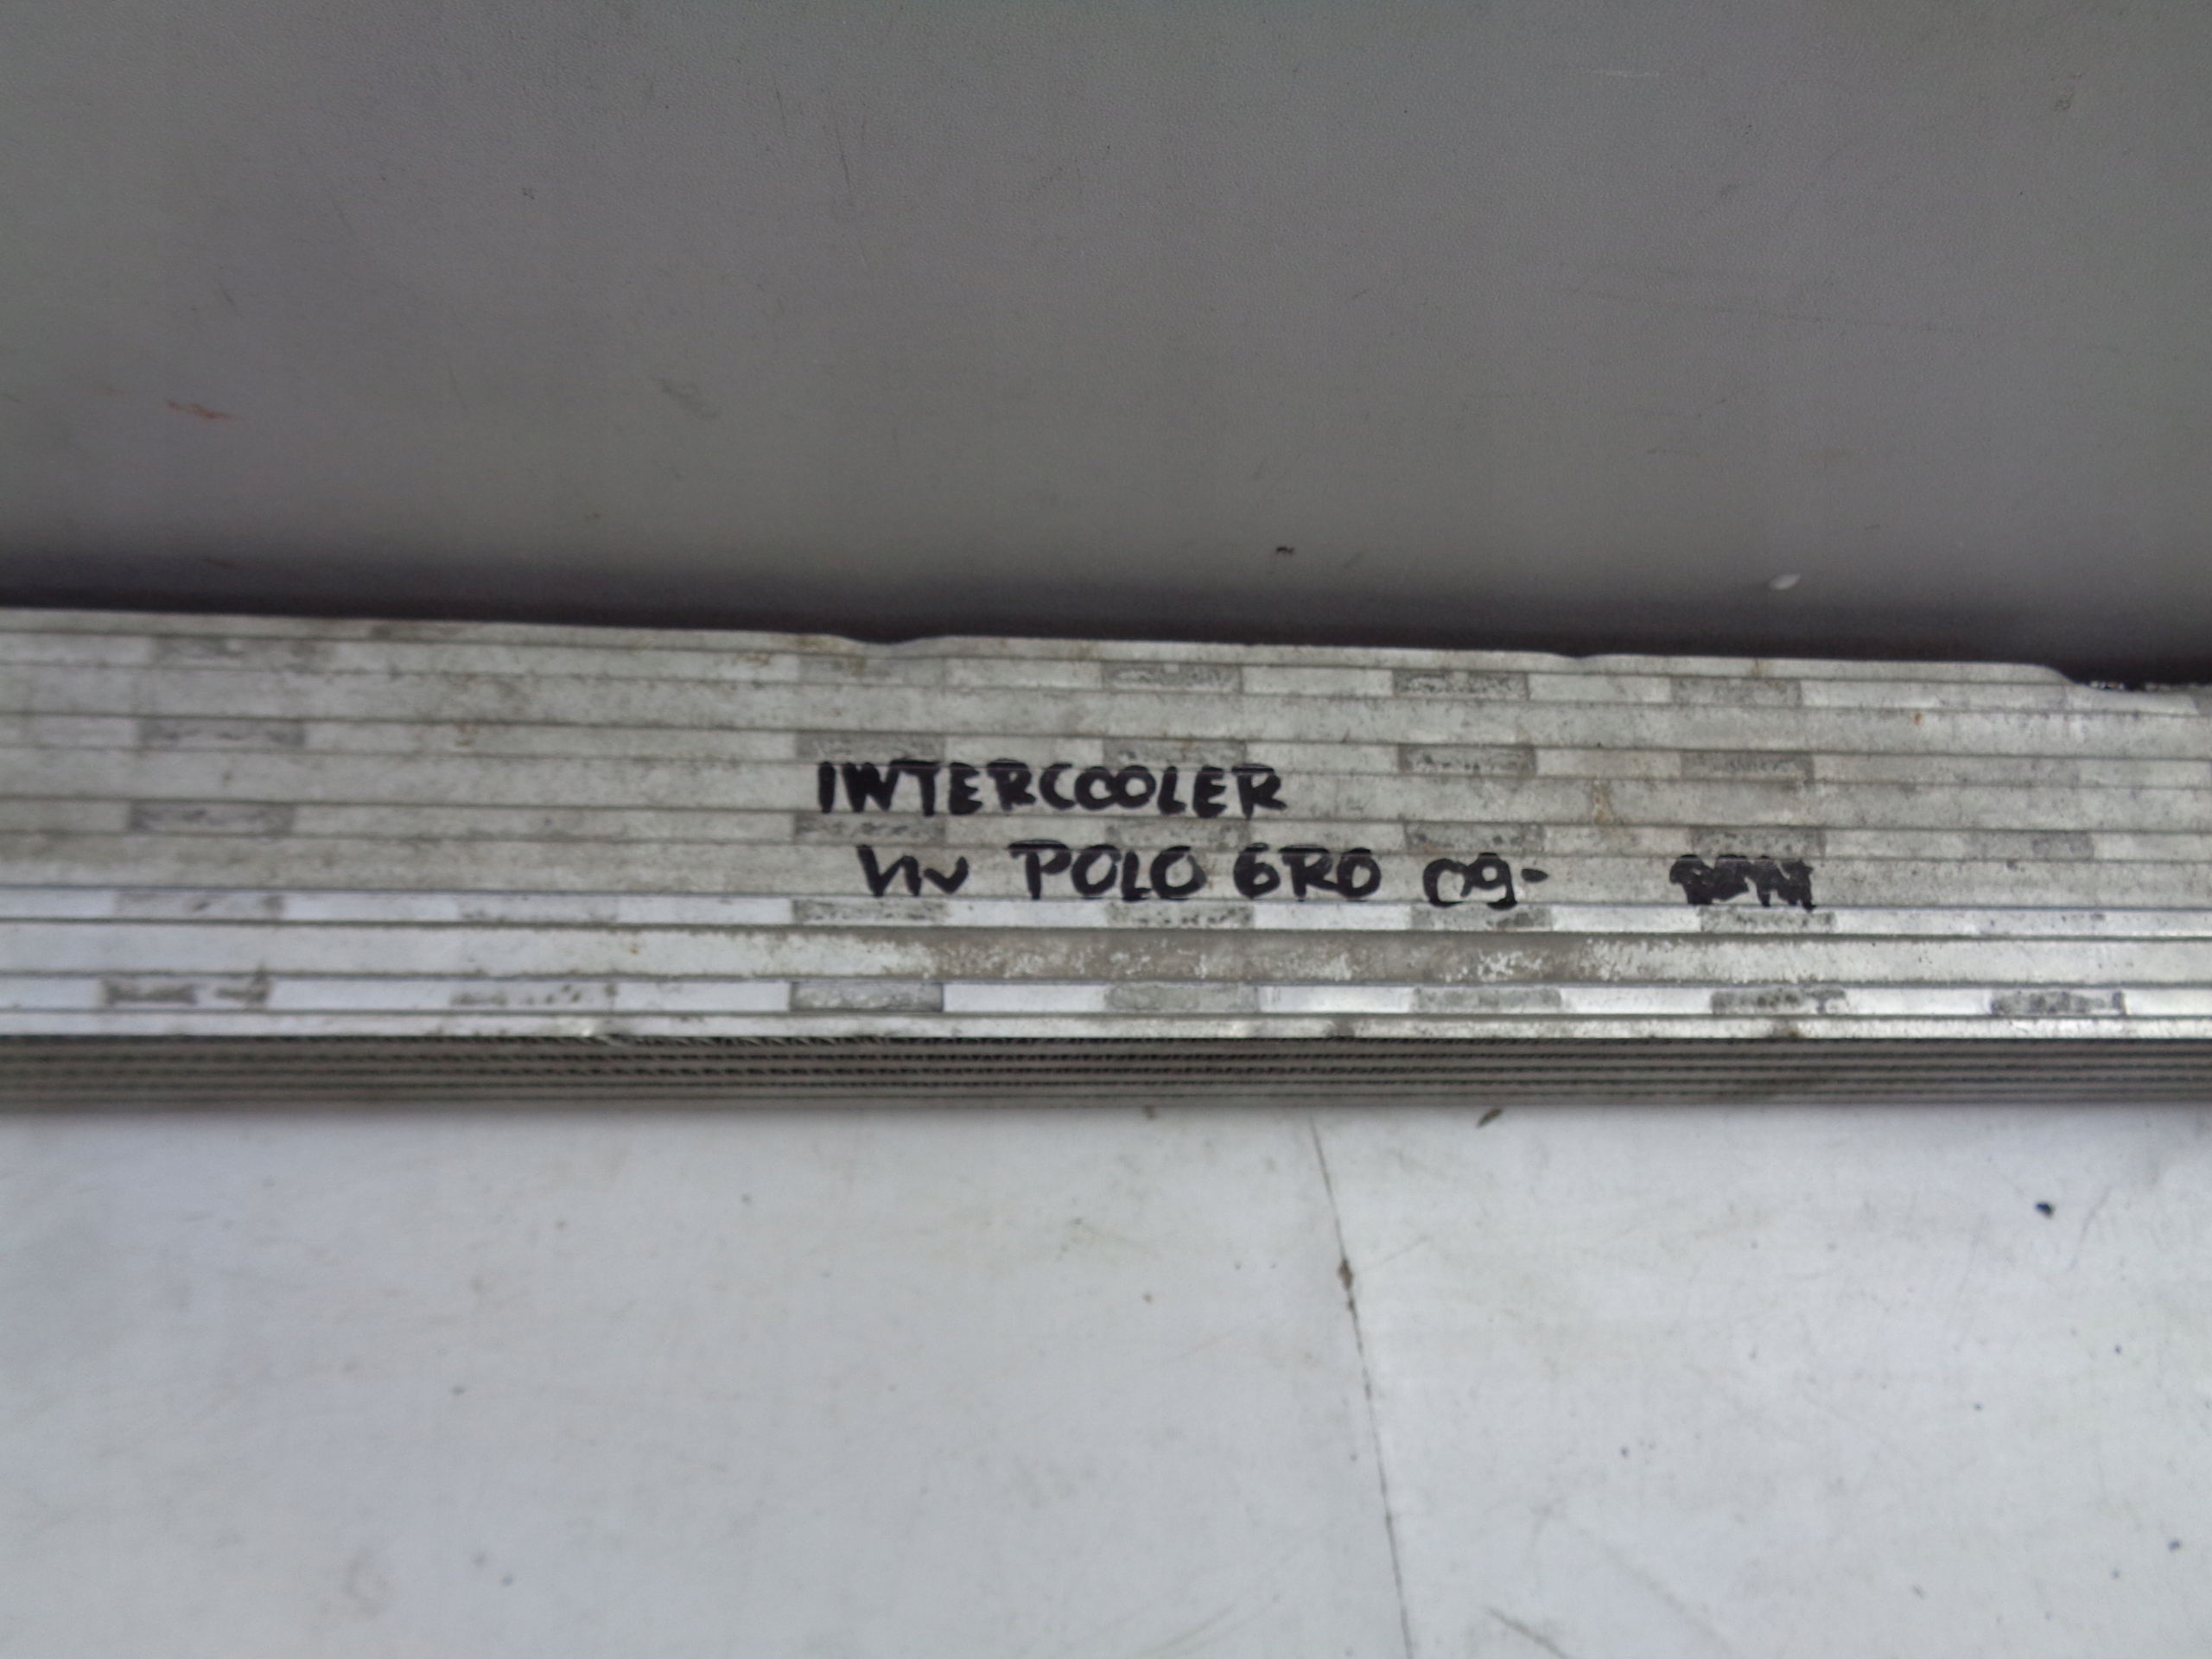 INTERCOOLER
VW POLO 6R0 09-